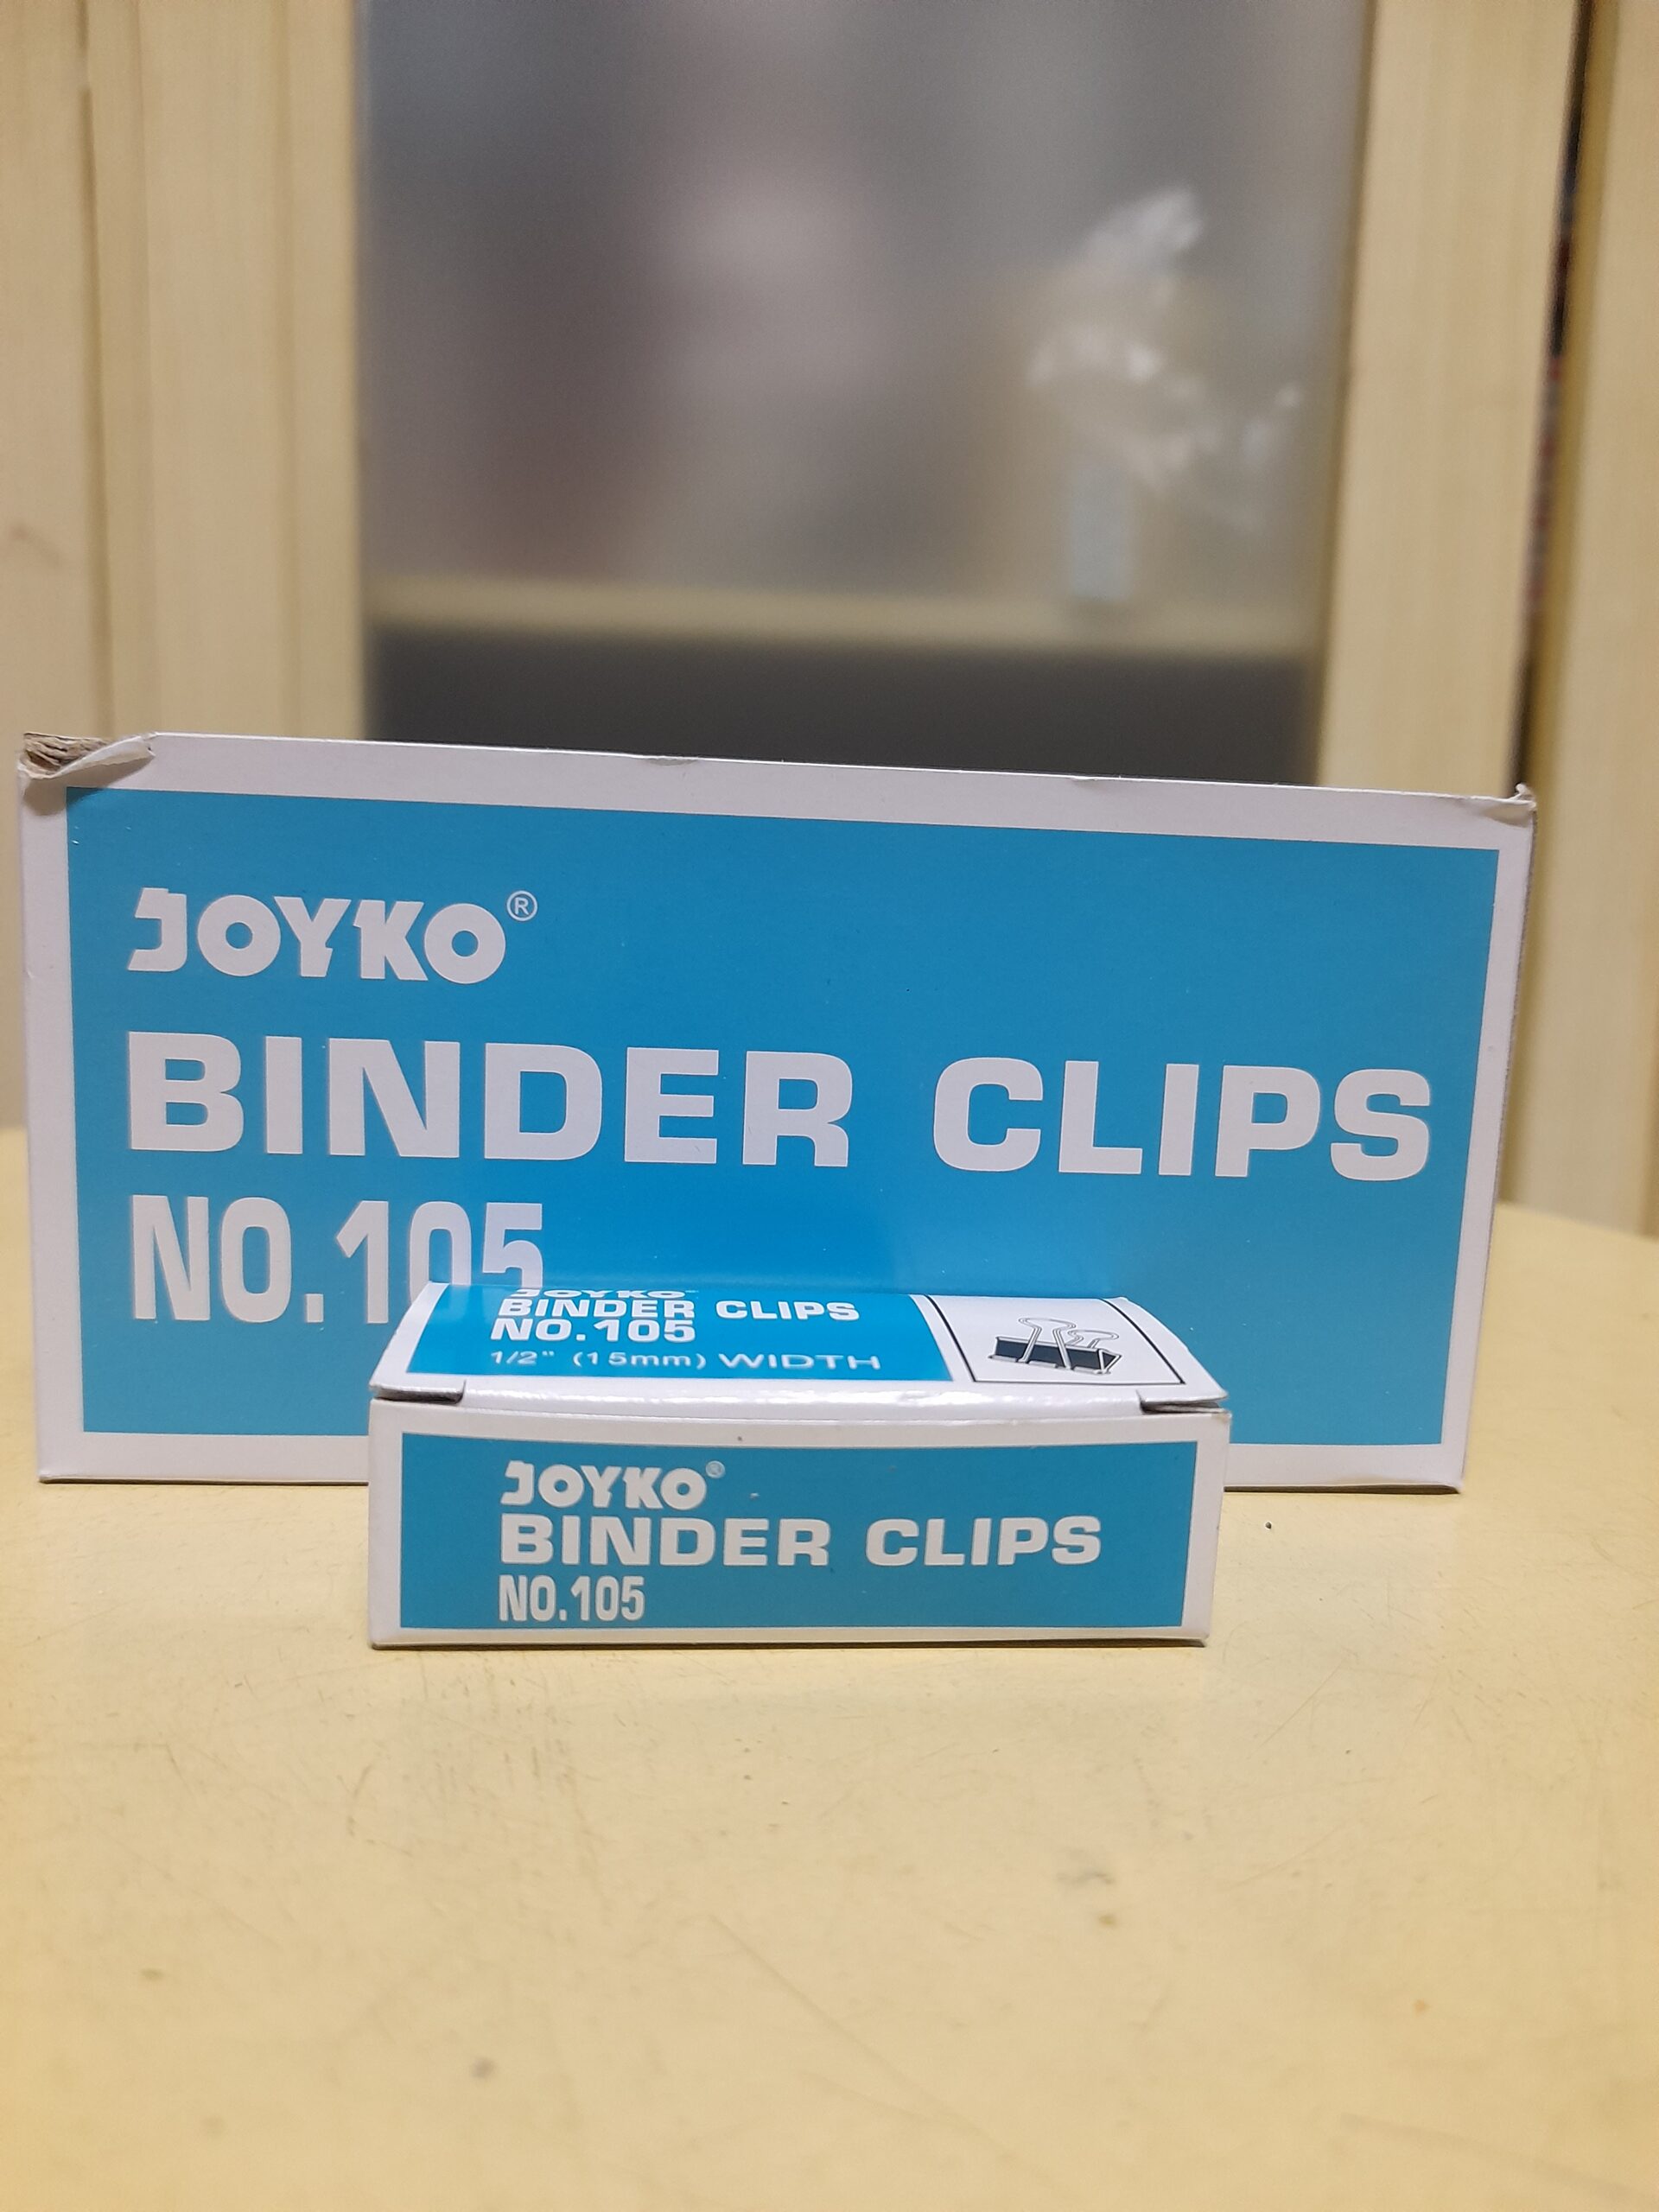 JOYKO®
BINDER CLIPS
NO.105
JOYKO
BINDER CLIPS
NO.105
1/2" (15mm) WIDTH
JOYKO®
BINDER CLIPS
NO.105